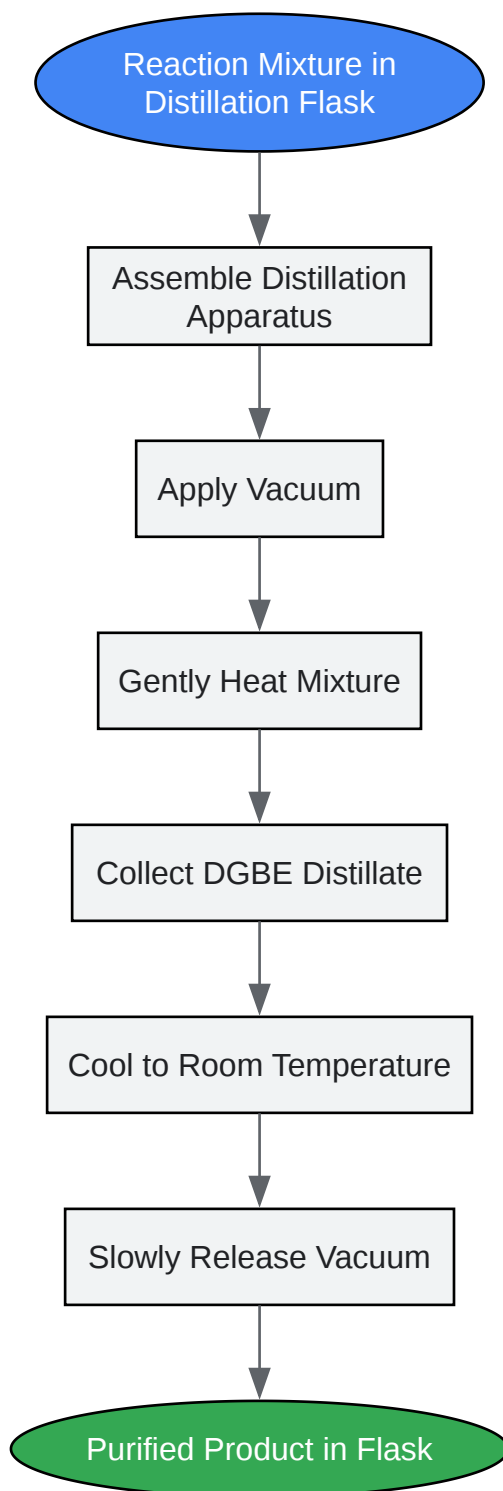 Reaction Mixture in
Distillation Flask
Assemble Distillation
Apparatus
Apply Vacuum
Gently Heat Mixture
Collect DGBE Distillate
Cool to Room Temperature
Slowly Release Vacuum
Purified Product in Flask